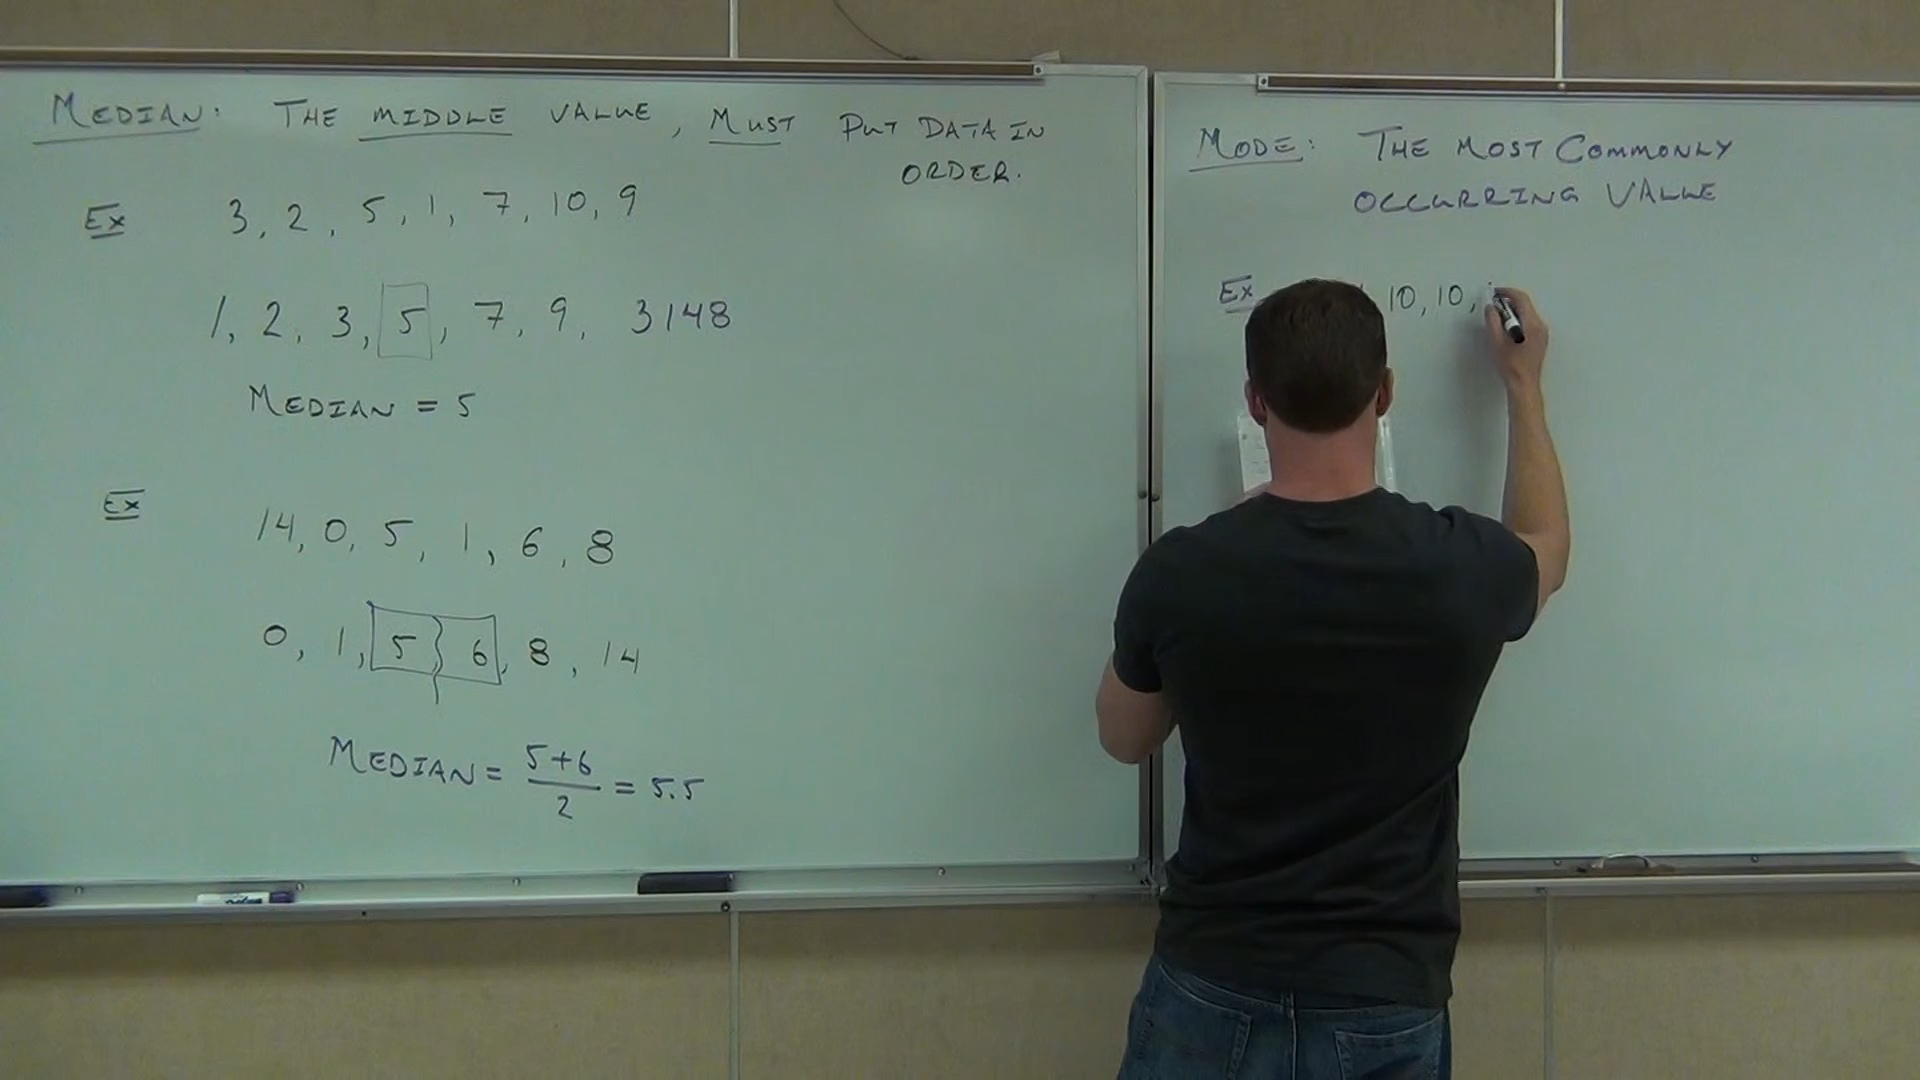 MEDIAN: THE MIDDLE VALUE, MUST PUT DATA IN
ORDER.
Ex 3, 2, 5, 1, 7, 10, 9
1, 2, 3, 5, 7, 9, 3148
MEDIAN = 5
Ex
14, 0, 5, 1, 6, 8
0, 1, 5 6, 8, 14
MEDIAN = 5+6/2 = 5.5
MODE: THE MOST COMMONLY
OCCURRING VALUE
Ex 10, 10,